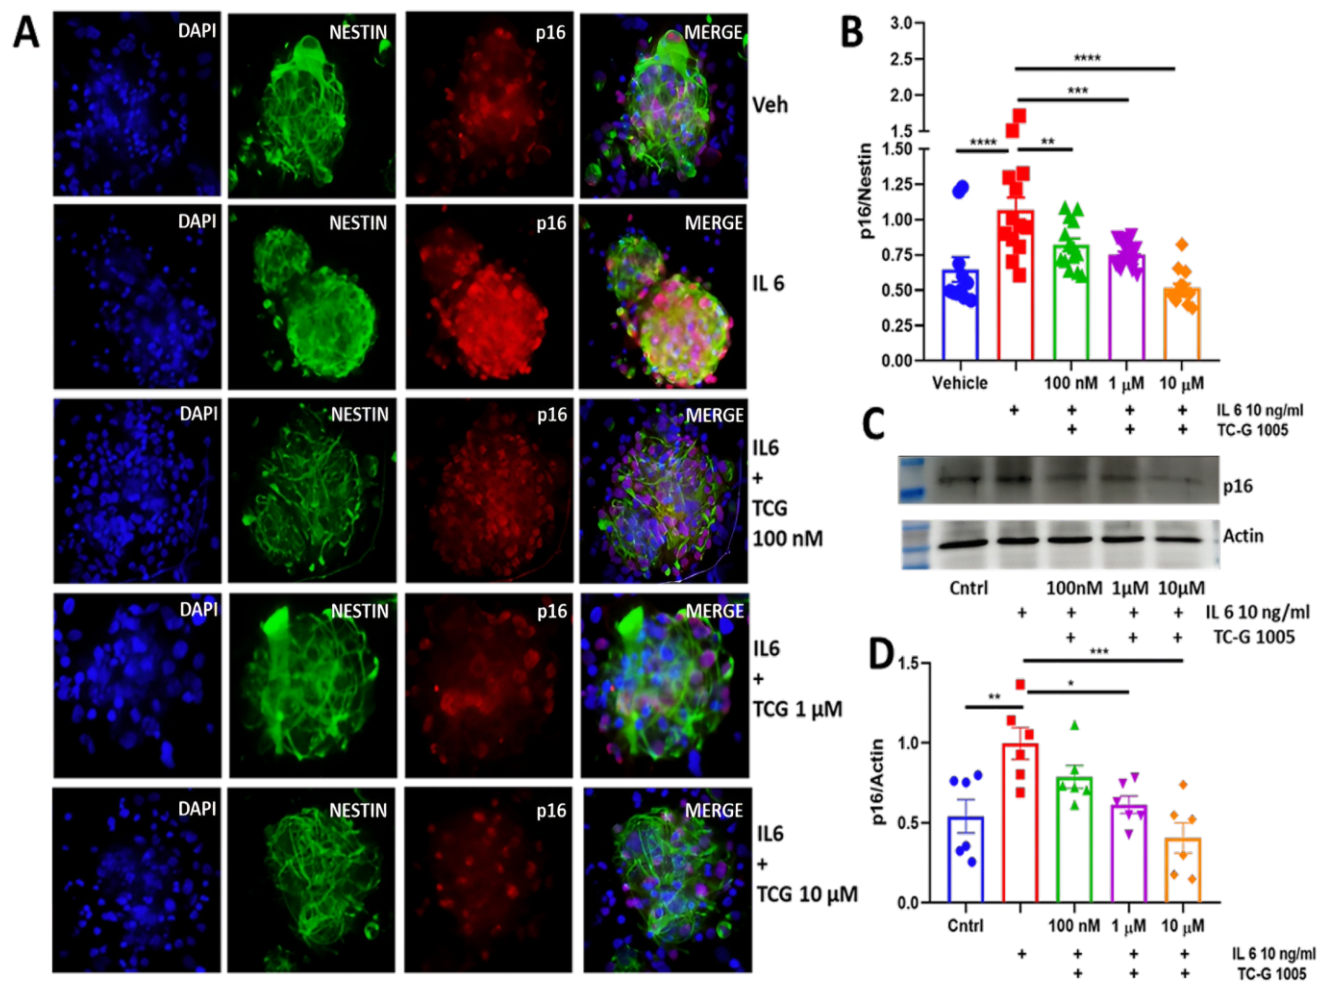 A
DAPI
NESTIN
p16
MERGE
Veh
DAPI
NESTIN
p16
MERGE
IL 6
DAPI
NESTIN
p16
MERGE
IL6
+
TCG
100 nM
DAPI
NESTIN
p16
MERGE
IL6
+
TCG 1 µM
DAPI
NESTIN
p16
MERGE
IL6
+
TCG 10 µM
B
p16/Nestin
3.0
2.5
2.0
1.5
1.50
1.25
1.00
0.75
0.50
0.25
0.00
****
***
**** **
Vehicle 100 nM 1 µM 10 µM
+ + + + IL 6 10 ng/ml
+ + + TC-G 1005
C
p16
Actin
Cntrl 100nM 1µM 10µM
+ + + + IL 6 10 ng/ml
+ + + TC-G 1005
D
p16/Actin
1.5
1.0
0.5
0.0
***
** *
Cntrl 100 nM 1 µM 10 µM
+ + + + IL 6 10 ng/ml
+ + + TC-G 1005